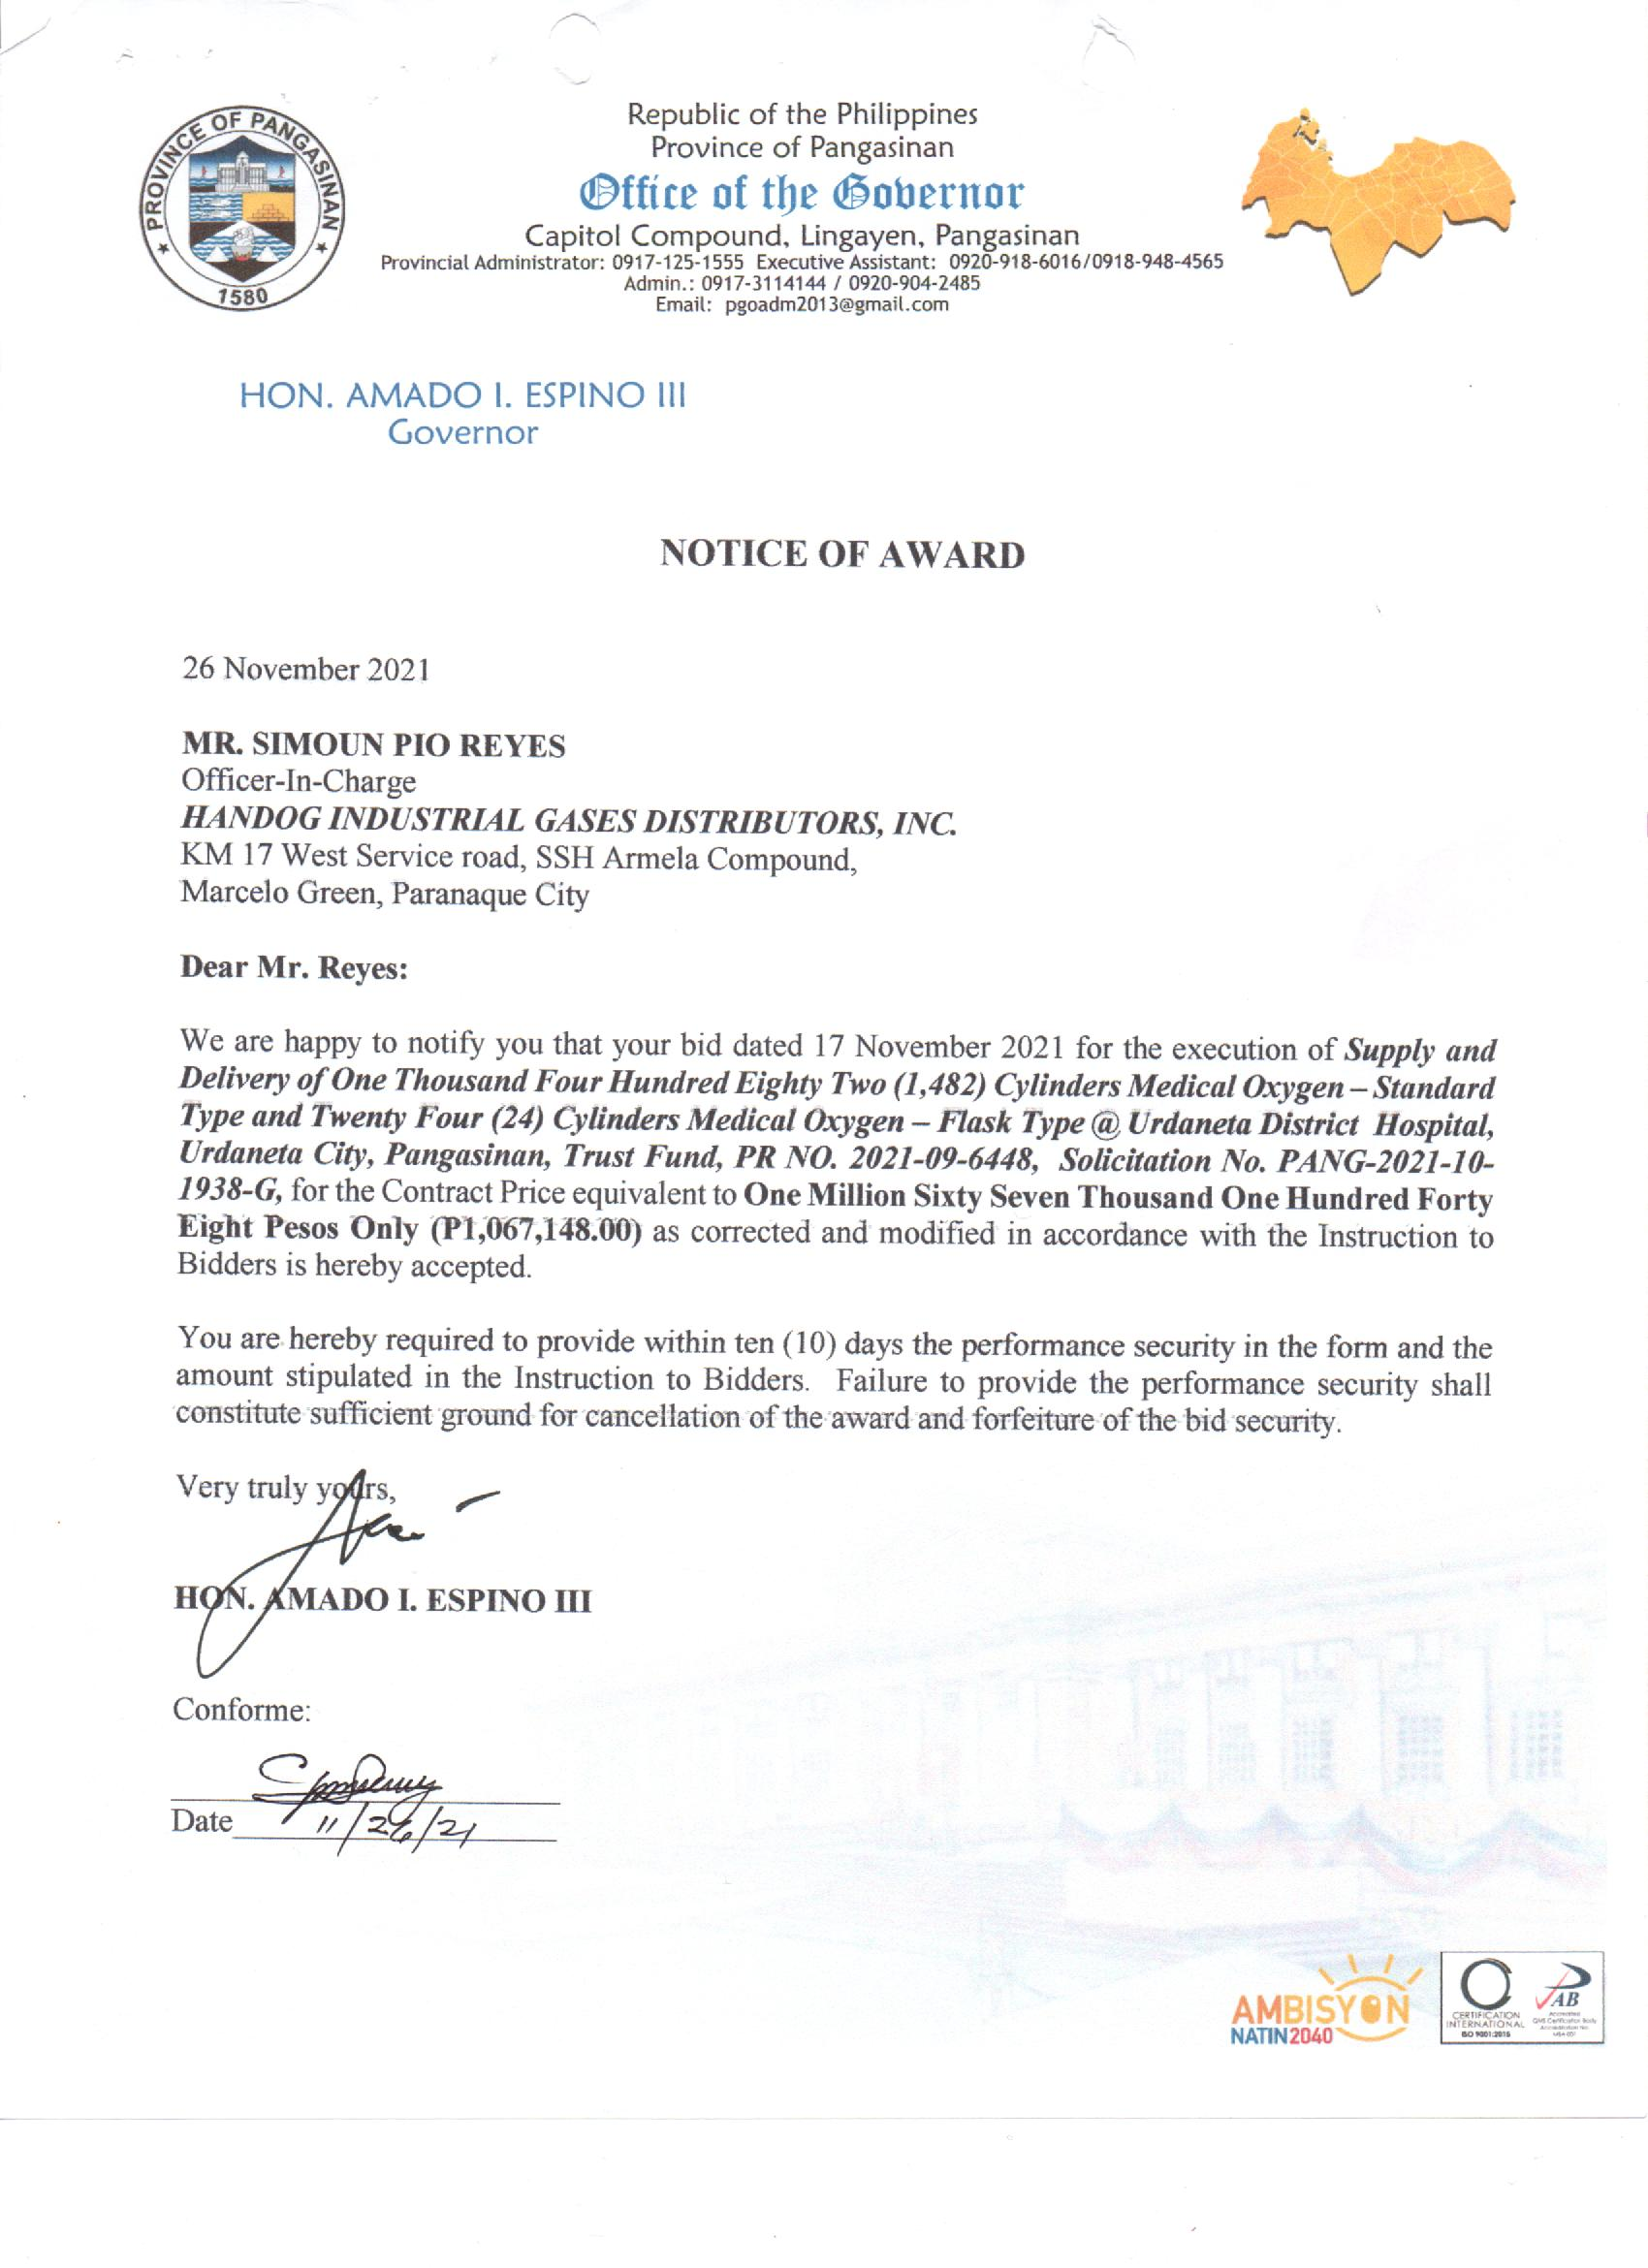 PROVINCE OF PANGASINAN
1580
Republic of the Philippines
Province of Pangasinan
Office of the Governor
Capitol Compound, Lingayen, Pangasinan
Provincial Administrator: 0917-125-1555 Executive Assistant: 0920-918-6016/0918-948-4565
Admin.: 0917-3114144 / 0920-904-2485
Email: pgoadm2013@gmail.com
HON. AMADO I. ESPINO III
Governor
NOTICE OF AWARD
26 November 2021
MR. SIMOUN PIO REYES
Officer-In-Charge
HANDOG INDUSTRIAL GASES DISTRIBUTORS, INC.
KM 17 West Service road, SSH Armela Compound,
Marcelo Green, Paranaque City
Dear Mr. Reyes:
We are happy to notify you that your bid dated 17 November 2021 for the execution of Supply and
Delivery of One Thousand Four Hundred Eighty Two (1,482) Cylinders Medical Oxygen – Standard
Type and Twenty Four (24) Cylinders Medical Oxygen – Flask Type @ Urdaneta District Hospital,
Urdaneta City, Pangasinan, Trust Fund, PR NO. 2021-09-6448, Solicitation No. PANG-2021-10-
1938-G, for the Contract Price equivalent to One Million Sixty Seven Thousand One Hundred Forty
Eight Pesos Only (P1,067,148.00) as corrected and modified in accordance with the Instruction to
Bidders is hereby accepted.
You are hereby required to provide within ten (10) days the performance security in the form and the
amount stipulated in the Instruction to Bidders. Failure to provide the performance security shall
constitute sufficient ground for cancellation of the award and forfeiture of the bid security.
Very truly yours,
HON. AMADO I. ESPINO III
Conforme:
Date 11/26/21
AMBISYON
NATIN 2040
CERTIFICATION
INTERNATIONAL
ISO 9001:2015
PAB
Accredited
QMS Certification Body